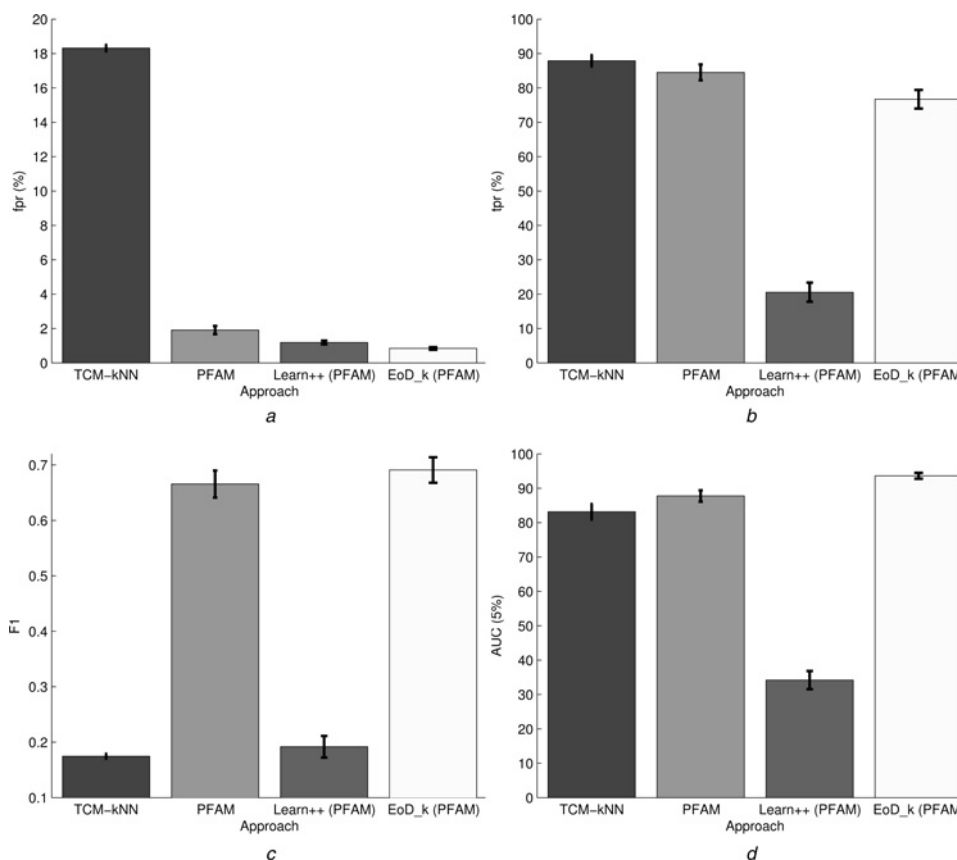 20
18
16
14
12
10
8
6
4
2
0
fpr (%)
TCM−kNN PFAM Learn++ (PFAM) EoD_k (PFAM)
Approach
a
100
90
80
70
60
50
40
30
20
10
0
tpr (%)
TCM−kNN PFAM Learn++ (PFAM) EoD_k (PFAM)
Approach
b
0.7
0.6
0.5
0.4
0.3
0.2
0.1
F1
TCM−kNN PFAM Learn++ (PFAM) EoD_k (PFAM)
Approach
c
100
90
80
70
60
50
40
30
20
10
0
AUC (5%)
TCM−kNN PFAM Learn++ (PFAM) EoD_k (PFAM
Approach
d